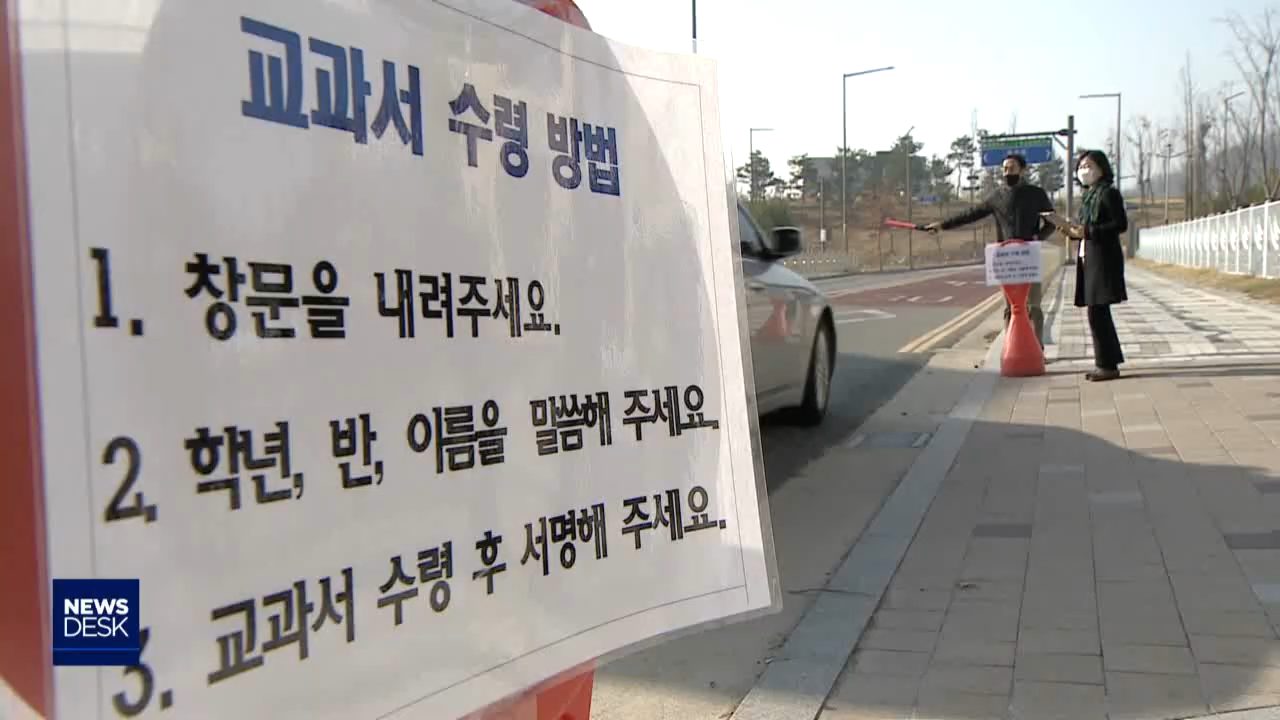 교과서 수령 방법
1. 창문을 내려주세요.
2. 학년, 반, 이름을 말씀해 주세요.
3. 교과서 수령 후 서명해 주세요.
NEWS
DESK